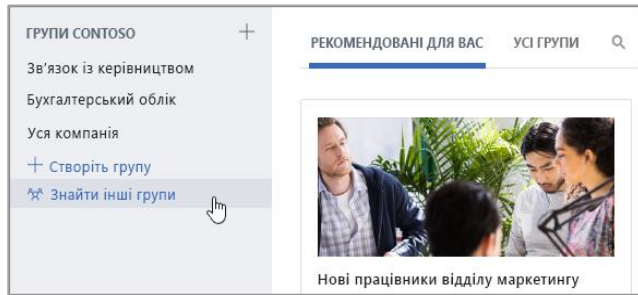 ГРУПИ CONTOSO
Зв’язок із керівництвом
Бухгалтерський облік
Уся компанія
Створіть групу
Знайти інші групи
РЕКОМЕНДОВАНІ ДЛЯ ВАС УСІ ГРУПИ
Нові працівники відділу маркетингу